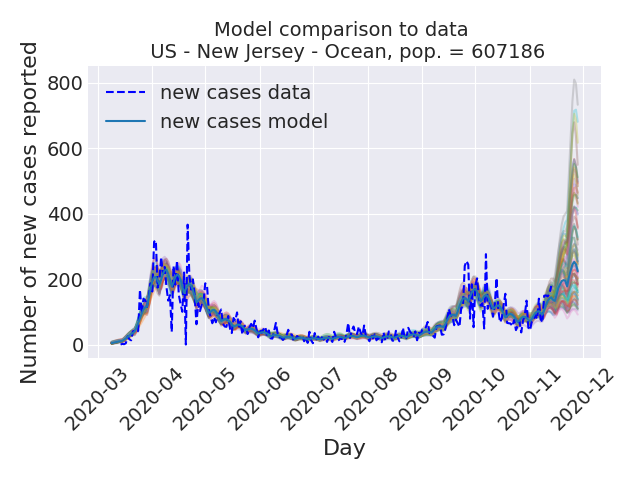 Model comparison to data
US - New Jersey - Ocean, pop. = 607186
Number of new cases reported
800
600
400
200
0
new cases data
new cases model
2020-03
2020-04
2020-05
2020-06
2020-07
2020-08
2020-09
2020-10
2020-11
2020-12
Day